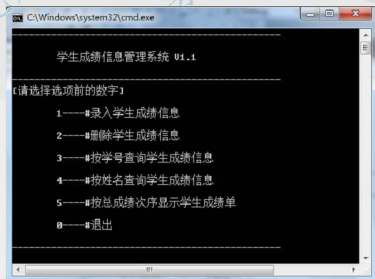 C:\Windows\system32\cmd.exe
学生成绩信息管理系统 V1.1
[请选择选项前的数字]
1----#录入学生成绩信息
2----#删除学生成绩信息
3----#按学号查询学生成绩信息
4----#按姓名查询学生成绩信息
5----#按总成绩次序显示学生成绩单
0----#退出